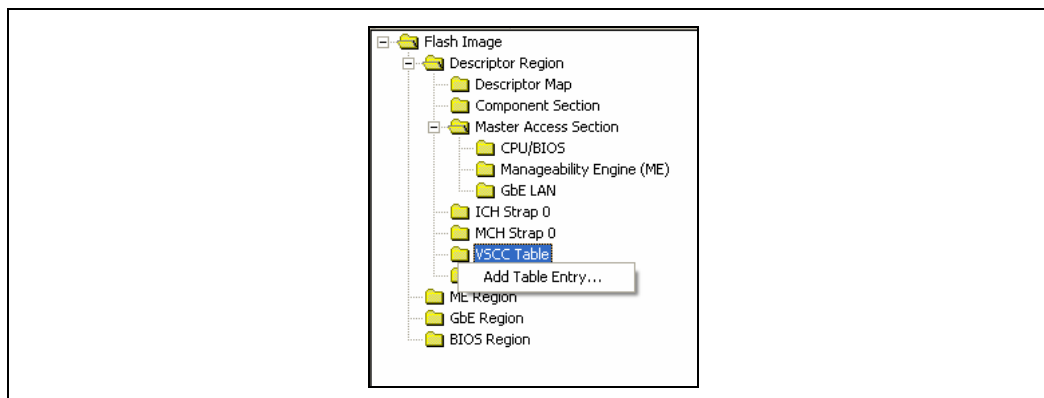 Flash Image
Descriptor Region
Descriptor Map
Component Section
Master Access Section
CPU/BIOS
Manageability Engine (ME)
GbE LAN
ICH Strap 0
MCH Strap 0
VSCC Table
Add Table Entry...
ME Region
GbE Region
BIOS Region